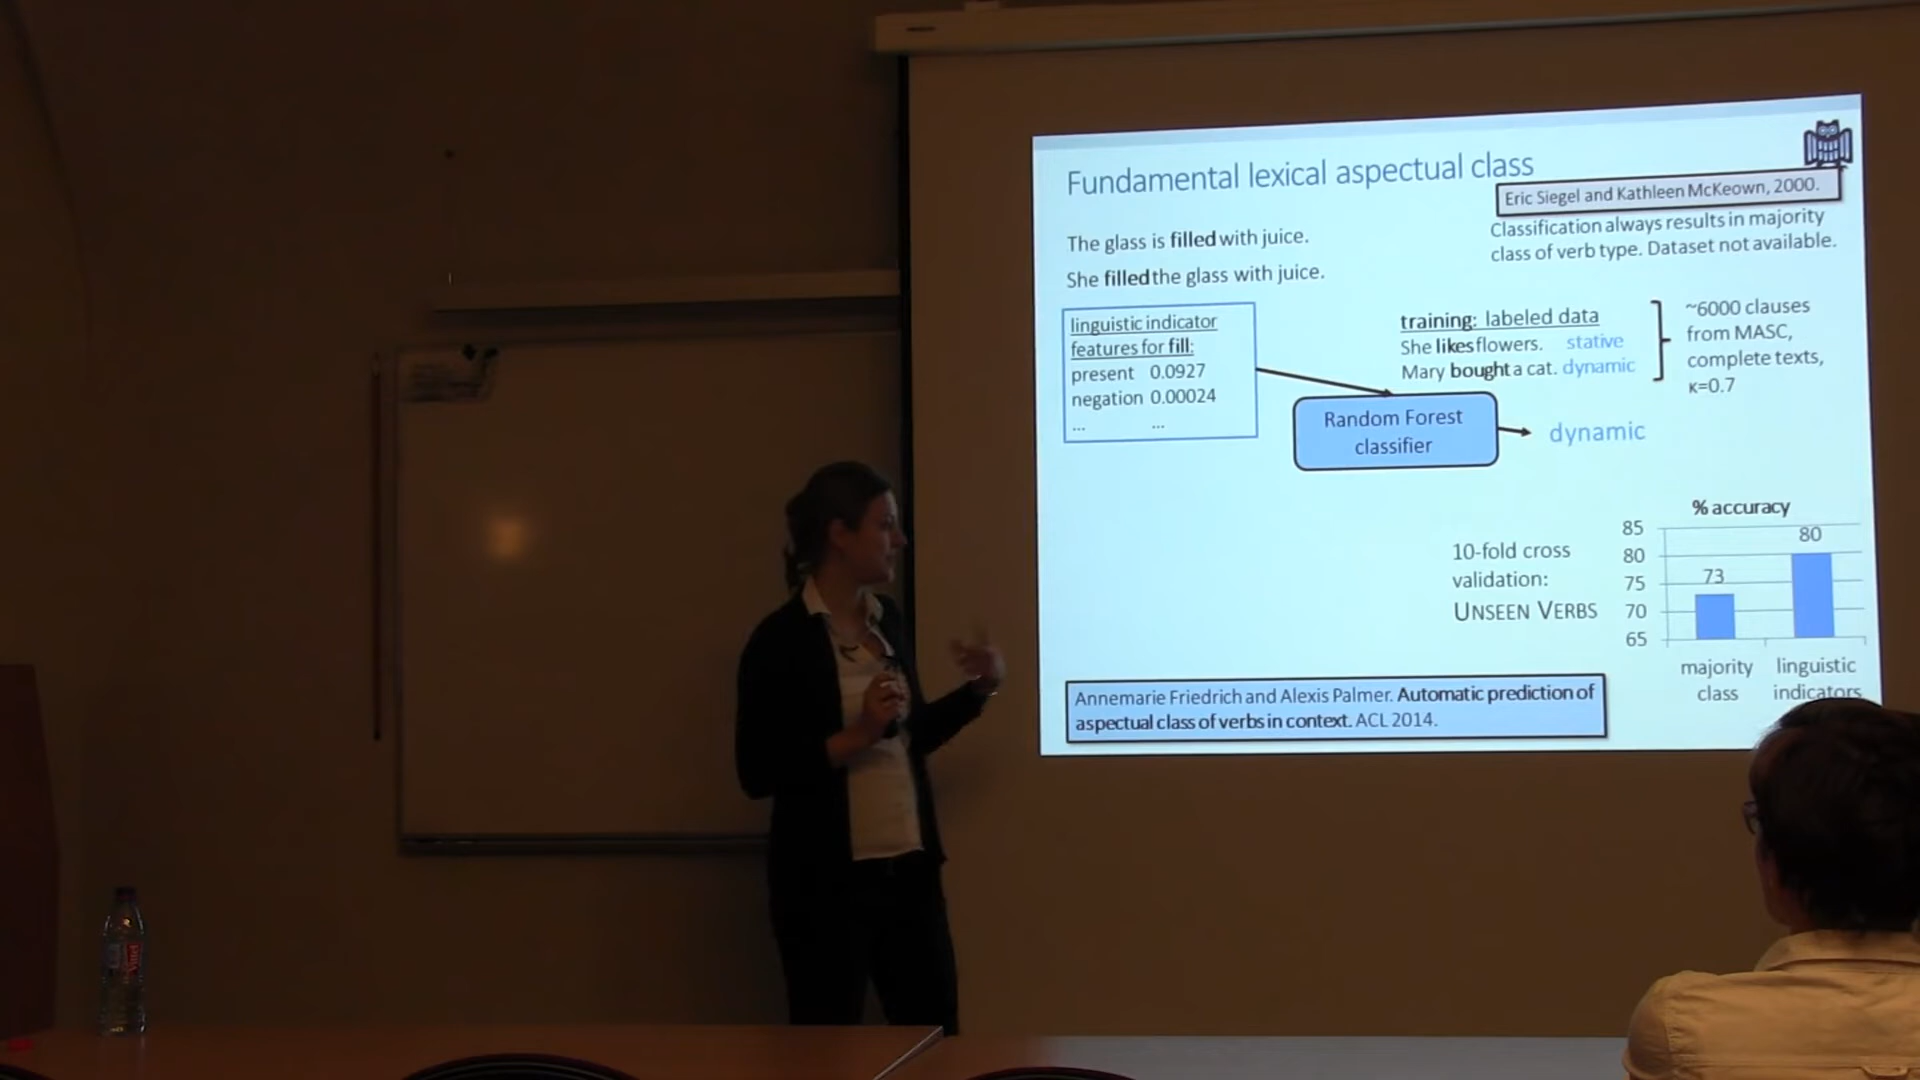 Fundamental lexical aspectual class
Eric Siegel and Kathleen McKeown, 2000.
Classification always results in majority
class of verb type. Dataset not available.
The glass is filled with juice.
She filled the glass with juice.
linguistic indicator
features for fill:
present 0.0927
negation 0.00024
... ...
training: labeled data
She likes flowers. stative
Mary bought a cat. dynamic
~6000 clauses
from MASC,
complete texts,
κ=0.7
Random Forest
classifier
dynamic
10-fold cross
validation:
UNSEEN VERBS
% accuracy
85
80
75
70
65
73
80
majority
class
linguistic
indicators
Annemarie Friedrich and Alexis Palmer. Automatic prediction of
aspectual class of verbs in context. ACL 2014.
Vittel